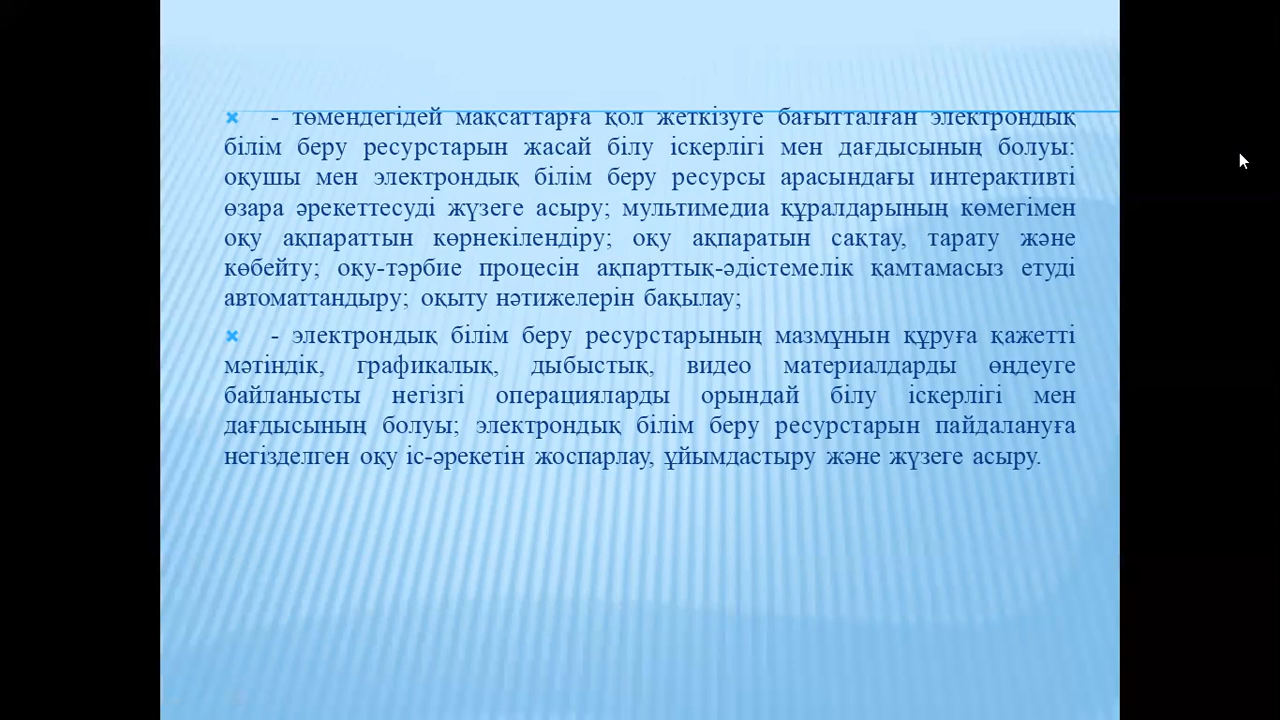 - төмендегідей мақсаттарға қол жеткізуге бағытталған электрондық
білім беру ресурстарын жасай білу іскерлігі мен дағдысының болуы:
оқушы мен электрондық білім беру ресурсы арасындағы интерактивті
өзара әрекеттесуді жүзеге асыру; мультимедиа құралдарының көмегімен
оқу ақпараттын көрнекілендіру; оқу ақпаратын сақтау, тарату және
көбейту; оқу-тәрбие процесін ақпарттық-әдістемелік қамтамасыз етуді
автоматтандыру; оқыту нәтижелерін бақылау;
- электрондық білім беру ресурстарының мазмұнын құруға қажетті
мәтіндік, графикалық, дыбыстық, видео материалдарды өңдеуге
байланысты негізгі операцияларды орындай білу іскерлігі мен
дағдысының болуы; электрондық білім беру ресурстарын пайдалануға
негізделген оқу іс-әрекетін жоспарлау, ұйымдастыру және жүзеге асыру.